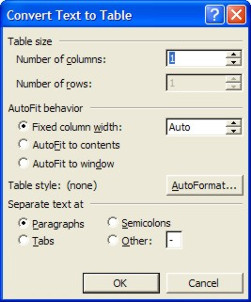 Convert Text to Table
Table size
Number of columns: 1
Number of rows: 1
AutoFit behavior
Fixed column width: Auto
AutoFit to contents
AutoFit to window
Table style: (none) AutoFormat...
Separate text at
Paragraphs Semicolons
Tabs Other: -
OK Cancel